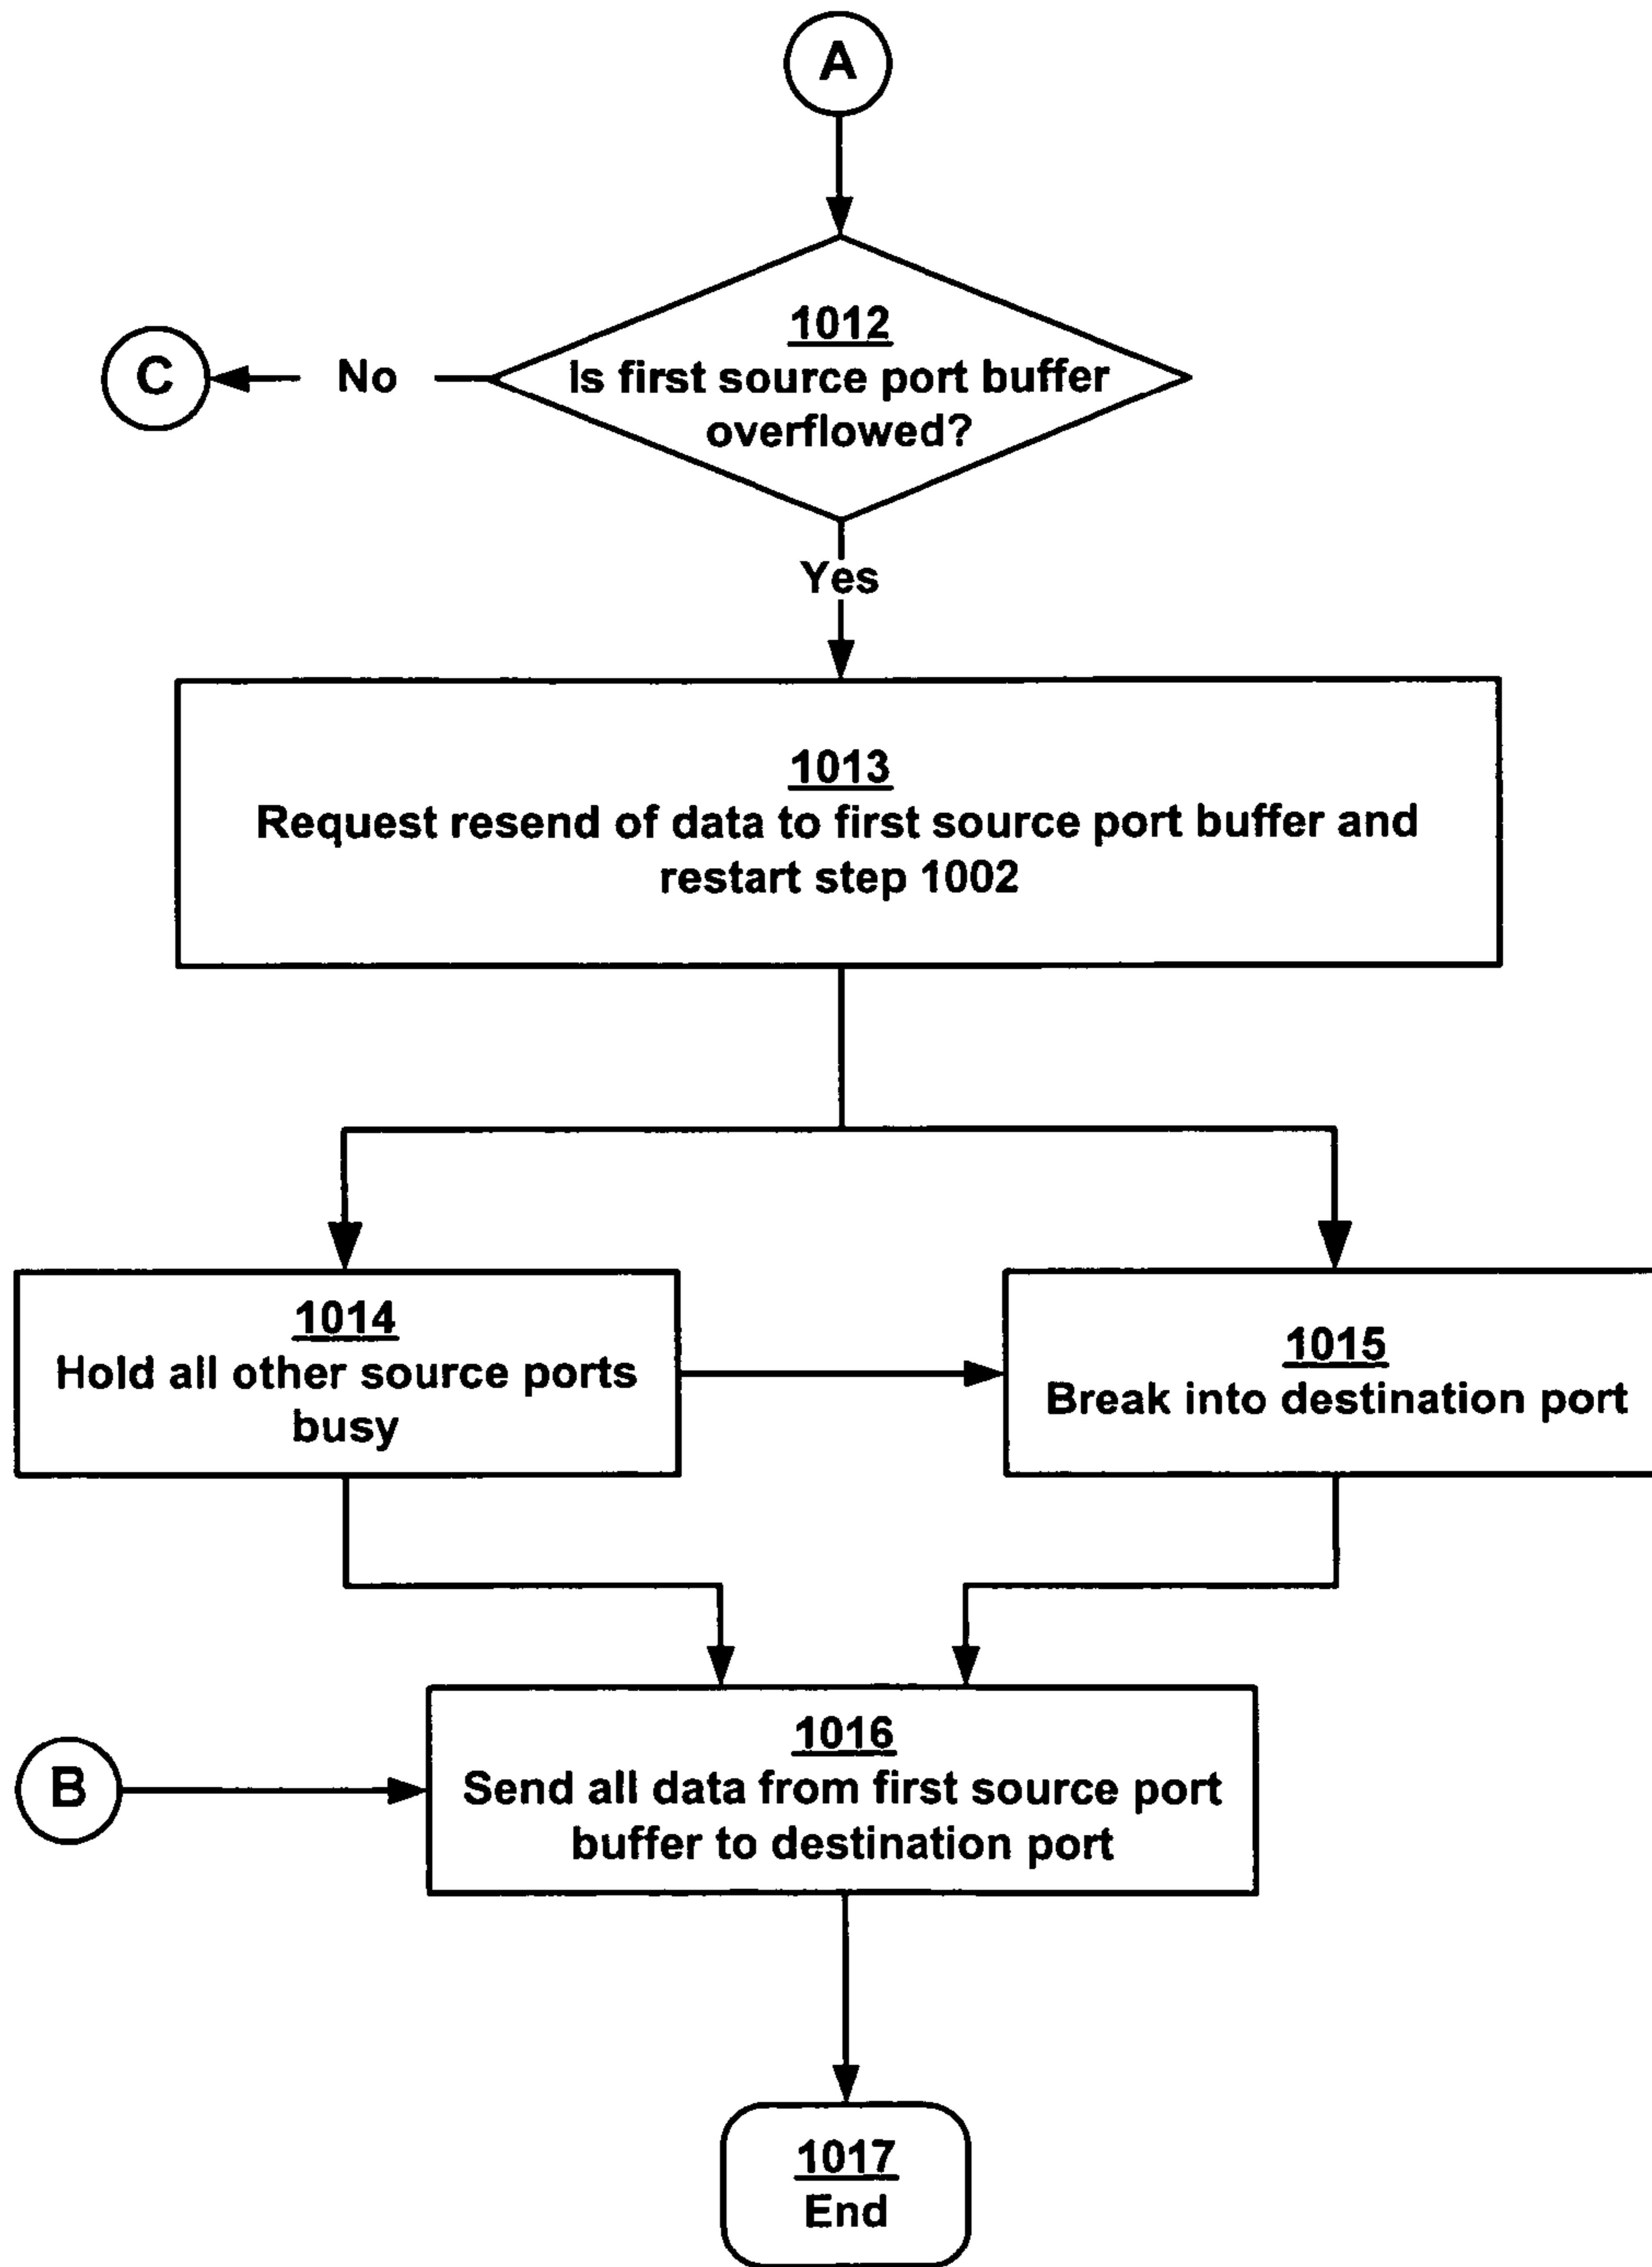 A
1012
Is first source port buffer
overflowed?
No
C
Yes
1013
Request resend of data to first source port buffer and
restart step 1002
1014
Hold all other source ports
busy
1015
Break into destination port
1016
Send all data from first source port
buffer to destination port
B
1017
End